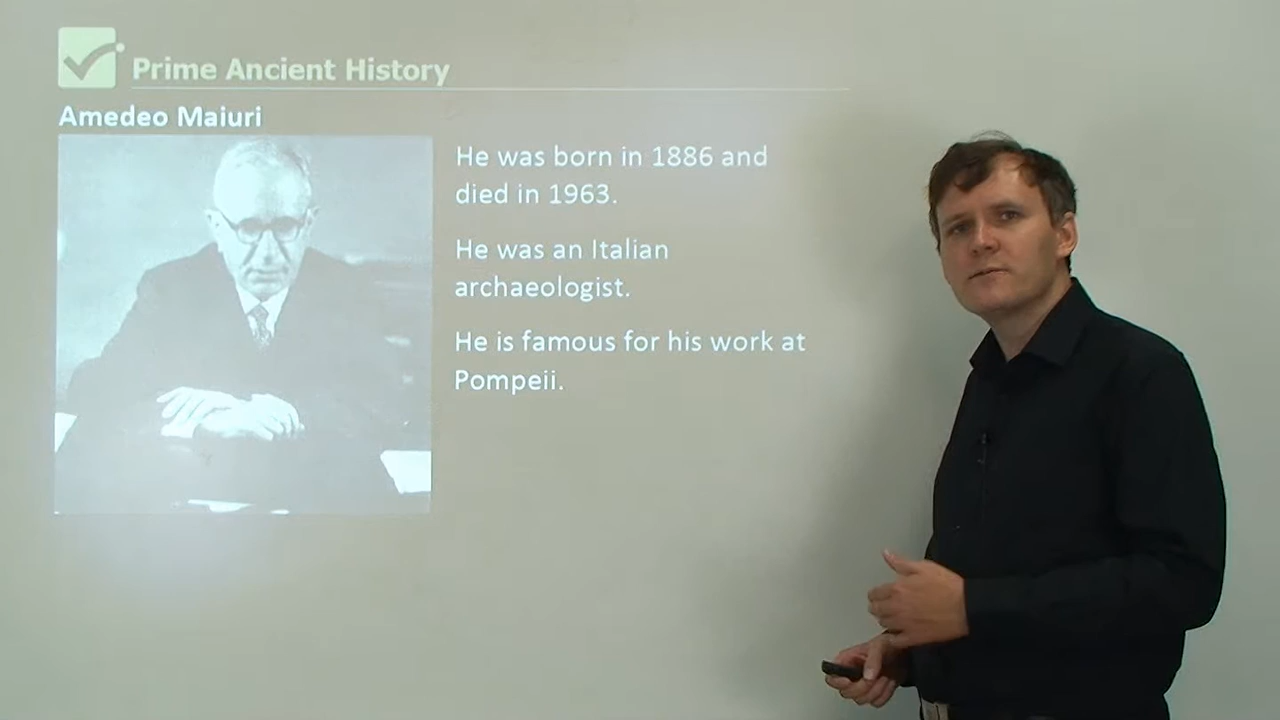 Prime Ancient History
Amedeo Maiuri
He was born in 1886 and
died in 1963.
He was an Italian
archaeologist.
He is famous for his work at
Pompeii.